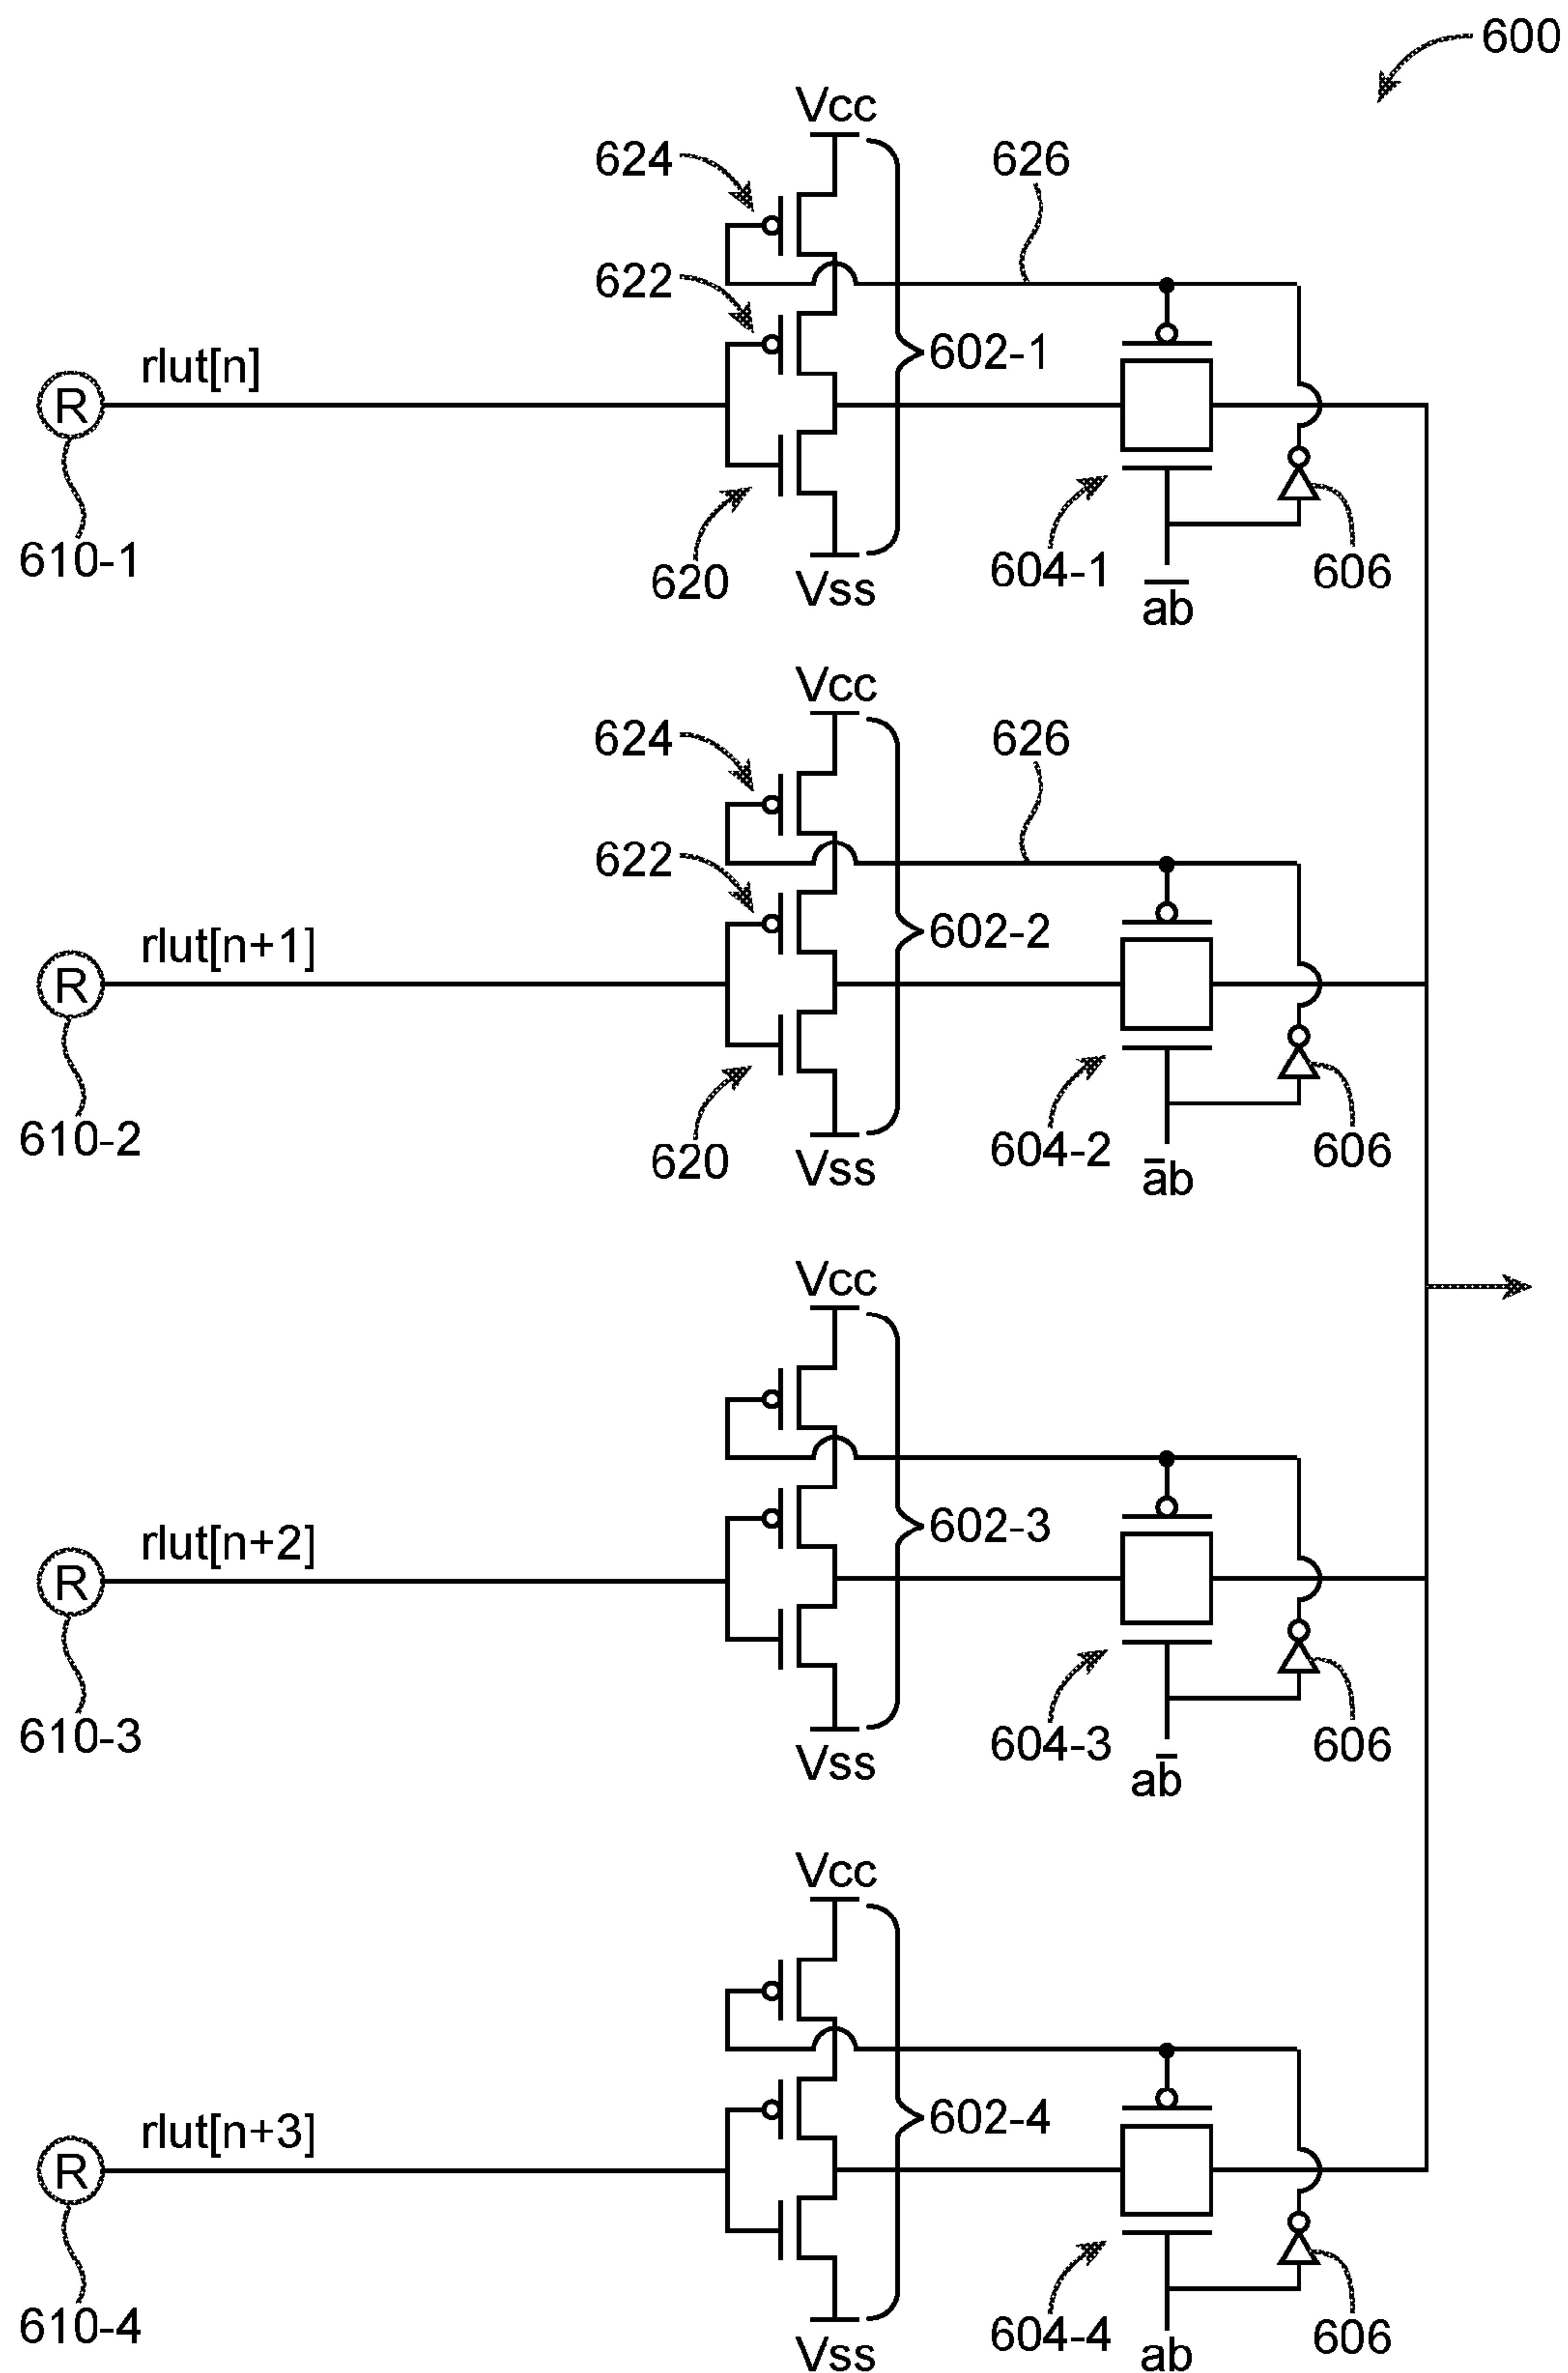 600
Vcc
624
626
622
rlut[n]
602-1
R
610-1
620
Vss
604-1
606
a̅b̅
Vcc
624
626
622
rlut[n+1]
602-2
R
610-2
620
Vss
604-2
606
a̅b
Vcc
rlut[n+2]
602-3
R
610-3
Vss
604-3
606
ab̅
Vcc
rlut[n+3]
602-4
R
610-4
Vss
604-4
606
ab